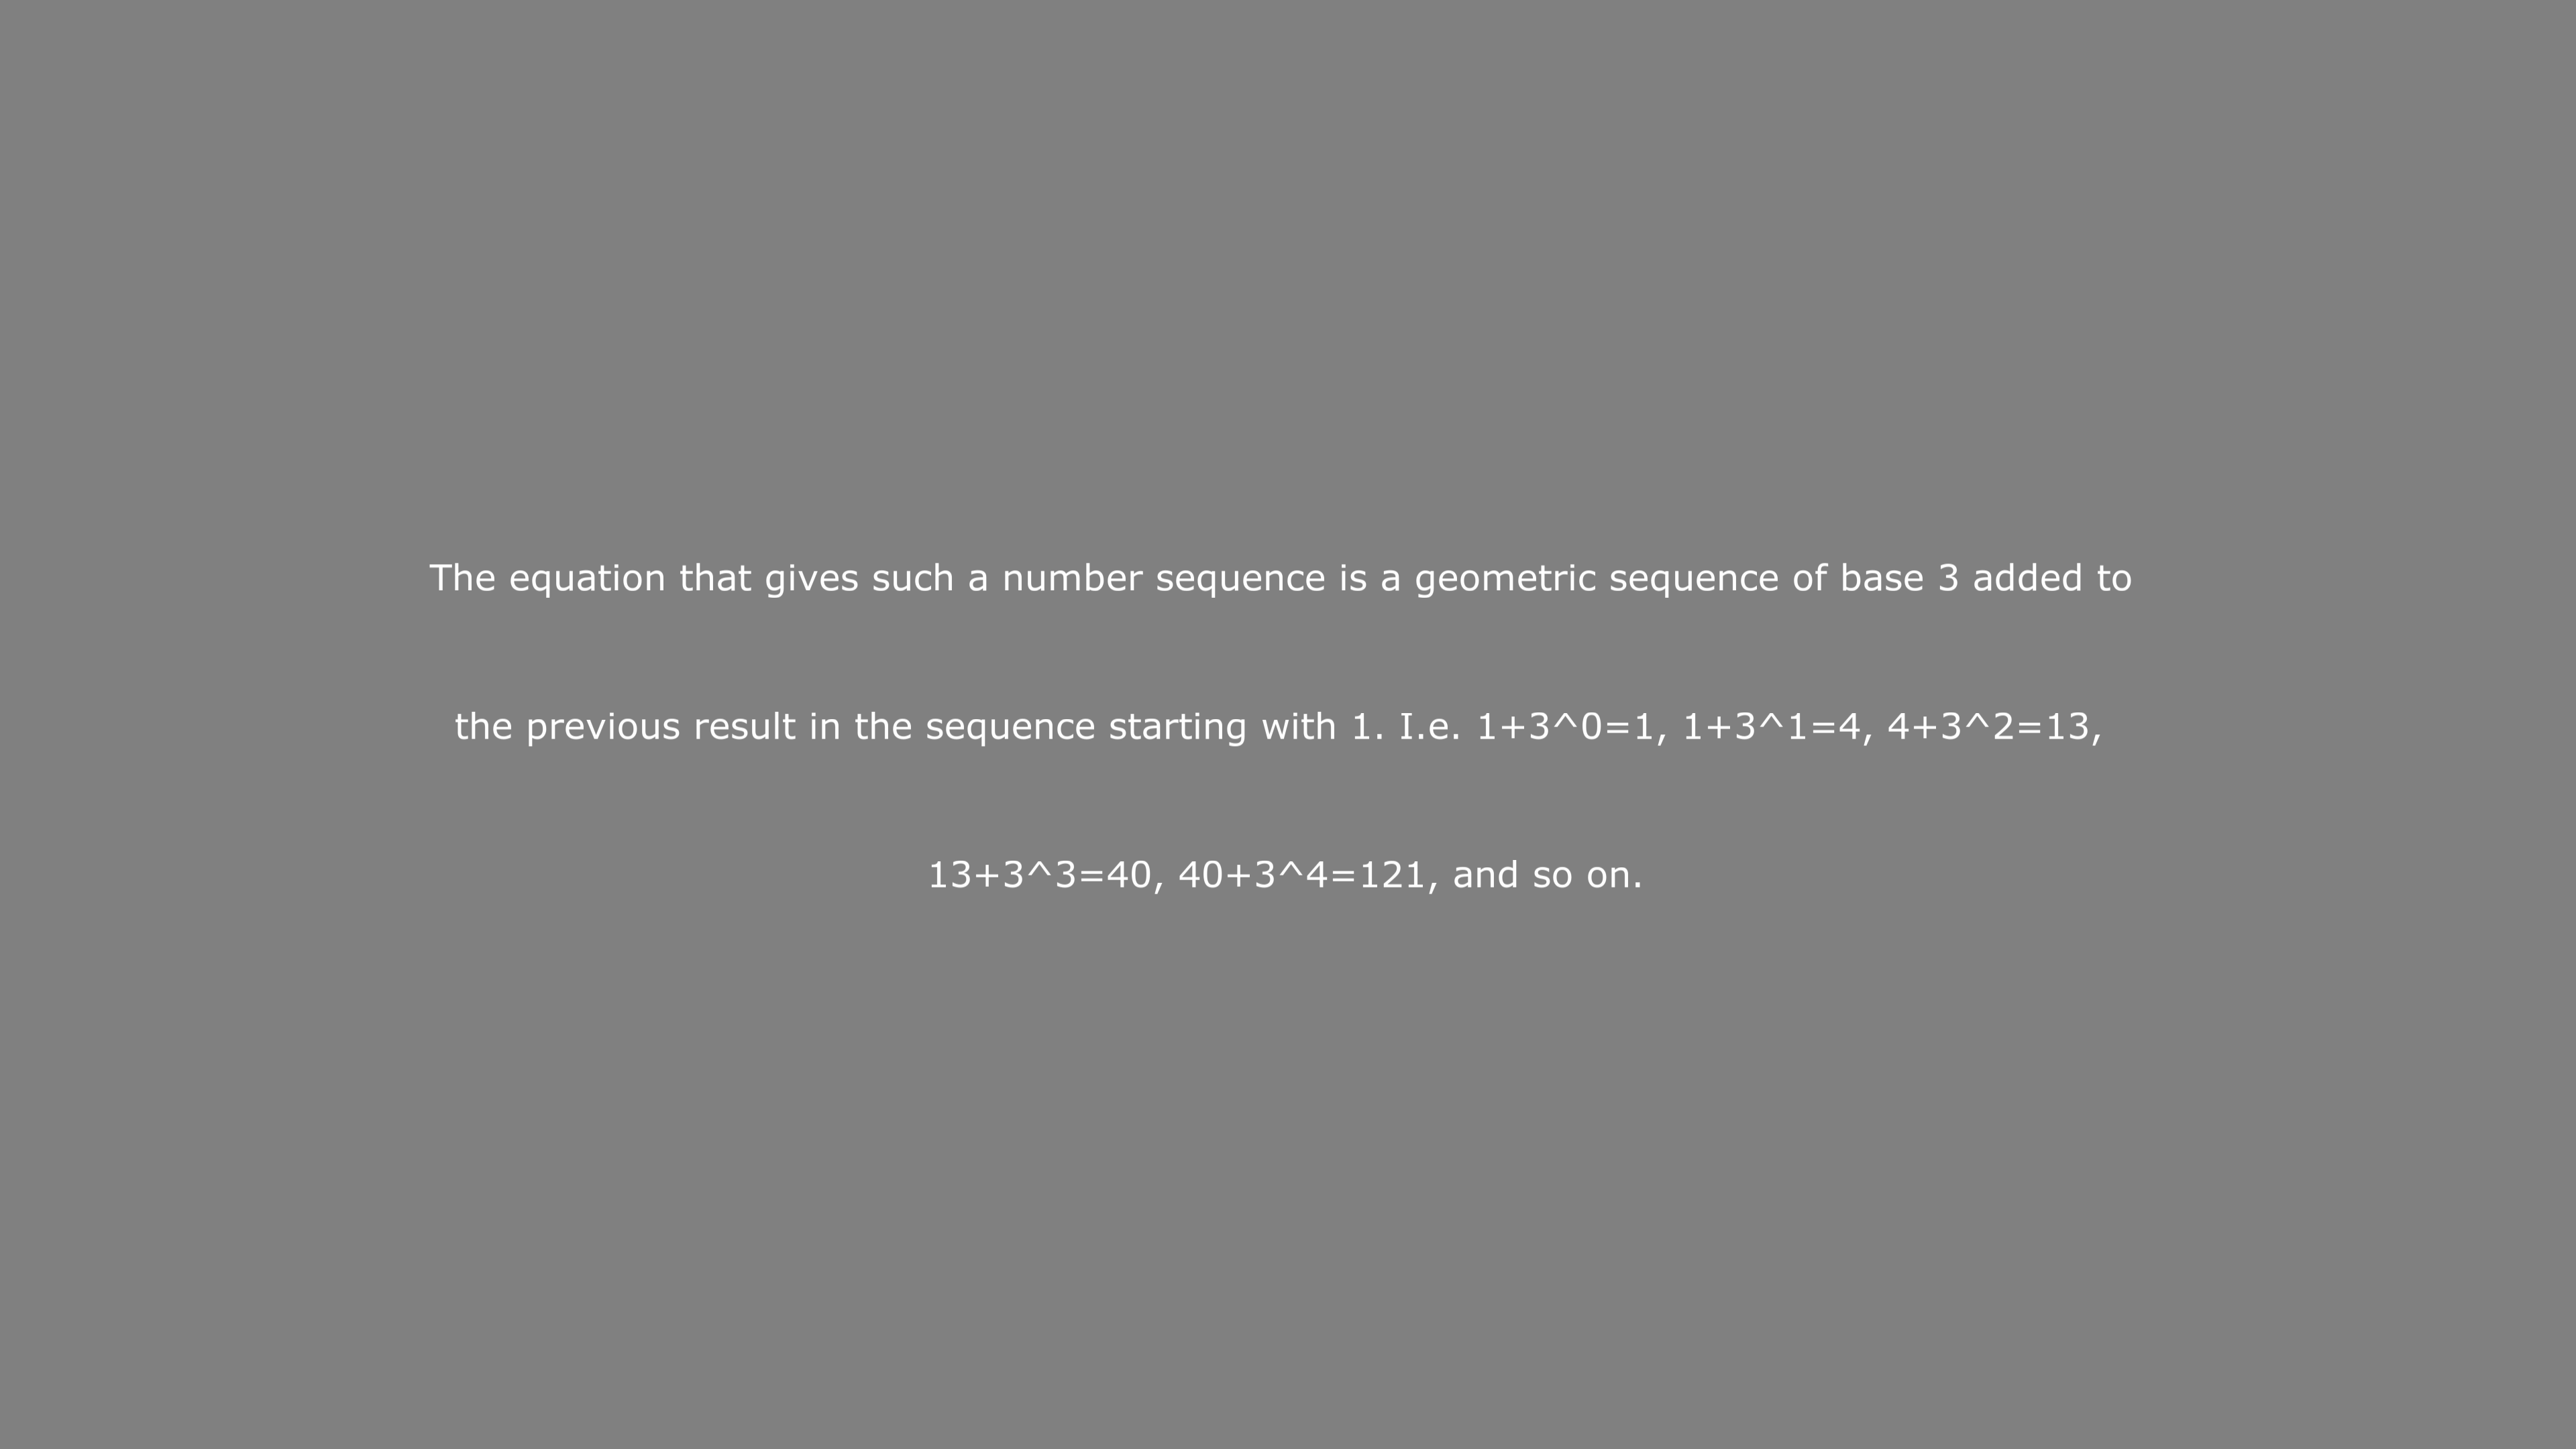 The equation that gives such a number sequence is a geometric sequence of base 3 added to
the previous result in the sequence starting with 1. I.e. 1+3^0=1, 1+3^1=4, 4+3^2=13,
13+3^3=40, 40+3^4=121, and so on.